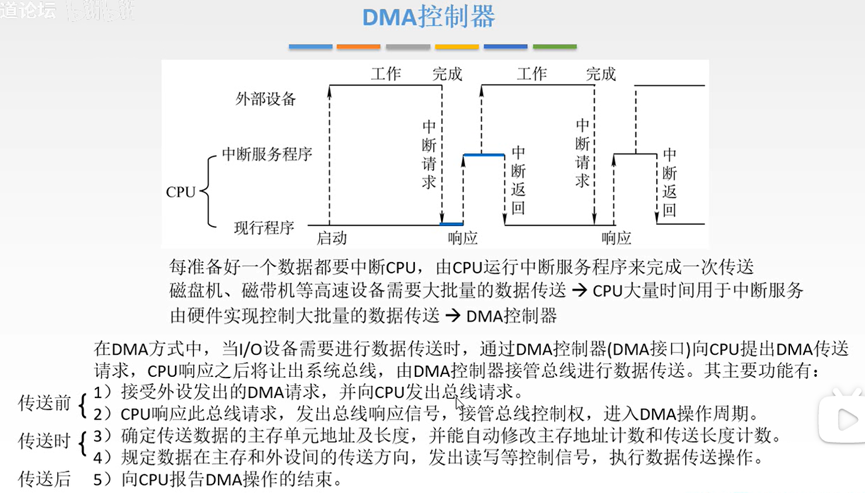 道论坛
DMA控制器
工作 完成 工作 完成
外部设备
中断请求
中断请求
中断服务程序
中断返回
中断返回
CPU
现行程序
启动 响应 响应
每准备好一个数据都要中断CPU，由CPU运行中断服务程序来完成一次传送
磁盘机、磁带机等高速设备需要大批量的数据传送 → CPU大量时间用于中断服务
由硬件实现控制大批量的数据传送 → DMA控制器
在DMA方式中，当I/O设备需要进行数据传送时，通过DMA控制器(DMA接口)向CPU提出DMA传送
请求，CPU响应之后将让出系统总线，由DMA控制器接管总线进行数据传送。其主要功能有：
传送前
1）接受外设发出的DMA请求，并向CPU发出总线请求。
2）CPU响应此总线请求，发出总线响应信号，接管总线控制权，进入DMA操作周期。
传送时
3）确定传送数据的主存单元地址及长度，并能自动修改主存地址计数和传送长度计数。
4）规定数据在主存和外设间的传送方向，发出读写等控制信号，执行数据传送操作。
传送后 5）向CPU报告DMA操作的结束。